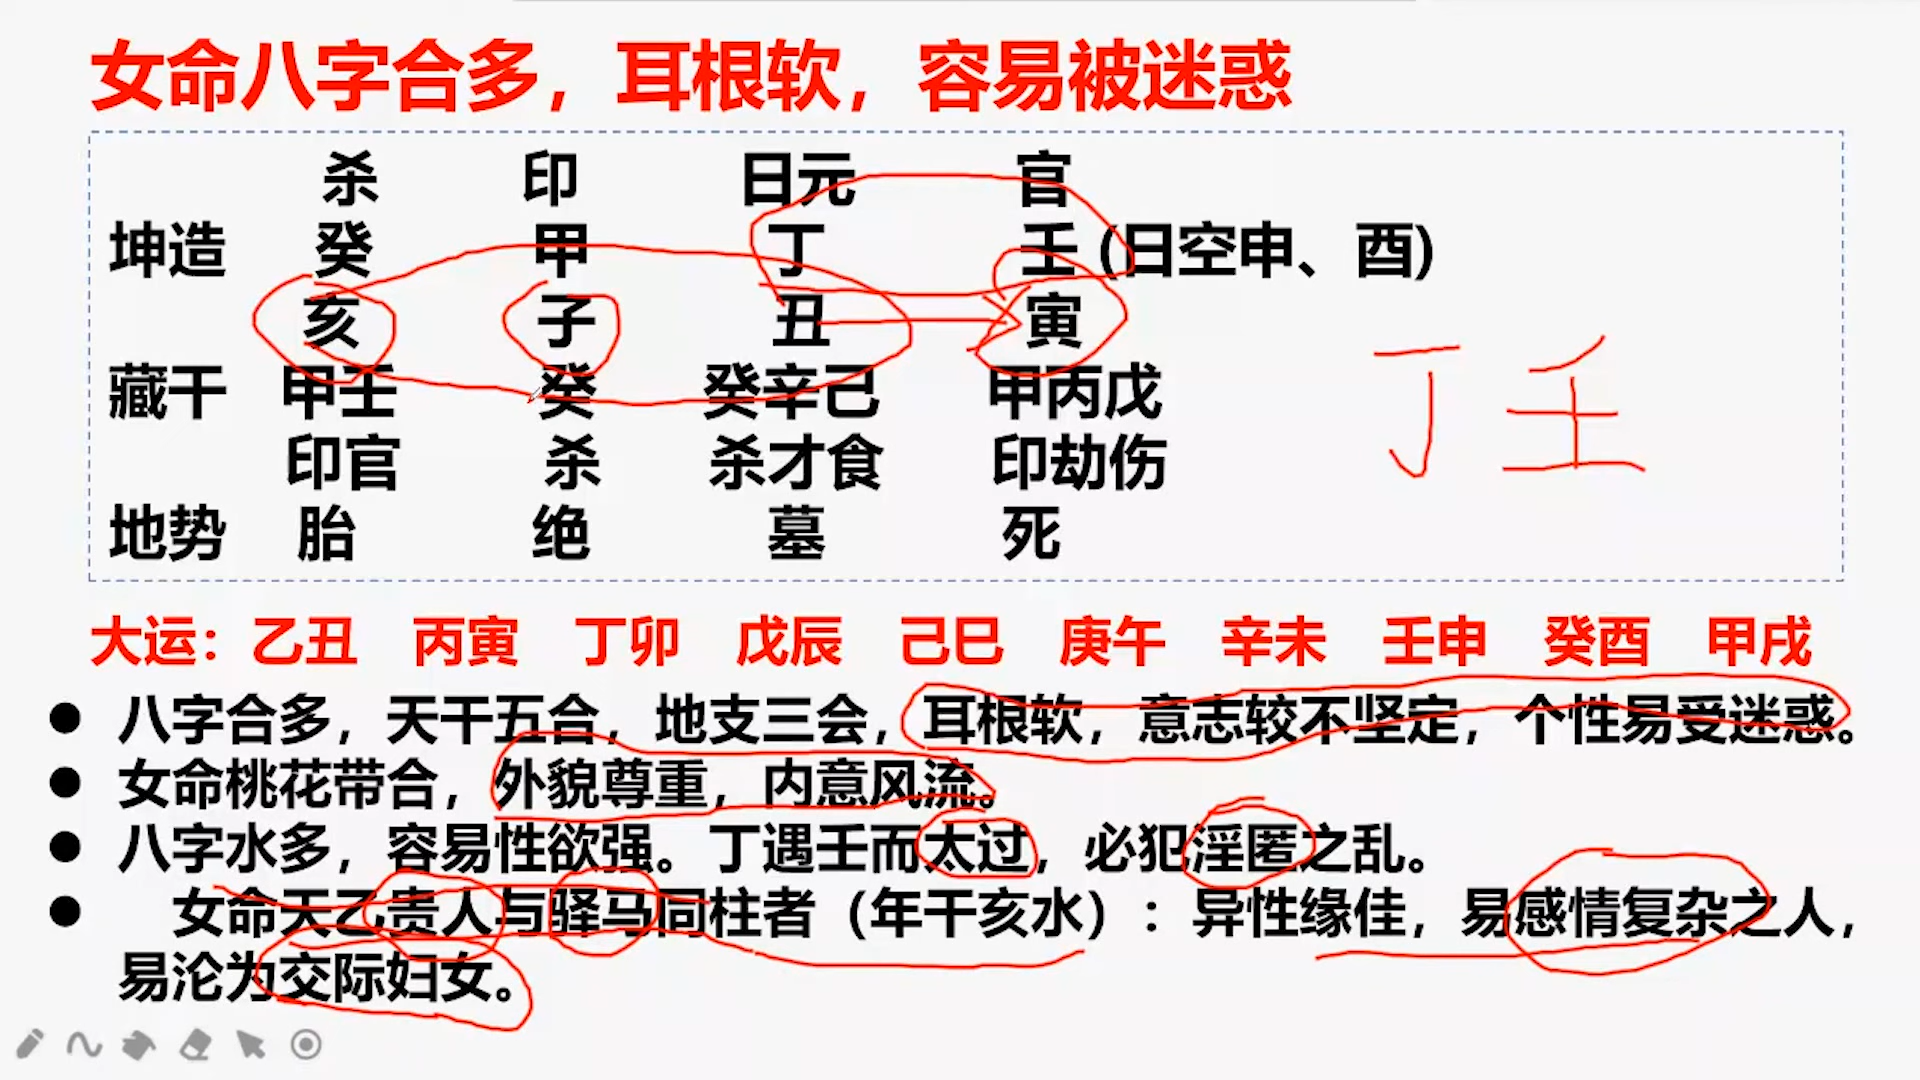 女命八字合多，耳根软，容易被迷惑
杀 印 日元 官
坤造 癸 甲 丁 壬 (日空申、酉)
亥 子 丑 寅
藏干 甲壬 癸 癸辛己 甲丙戊
印官 杀 杀才食 印劫伤
地势 胎 绝 墓 死
丁壬
大运：乙丑 丙寅 丁卯 戊辰 己巳 庚午 辛未 壬申 癸酉 甲戌
● 八字合多，天干五合，地支三会，耳根软，意志较不坚定，个性易受迷惑。
● 女命桃花带合，外貌尊重，内意风流。
● 八字水多，容易性欲强。丁遇壬而太过，必犯淫匿之乱。
● 女命天乙贵人与驿马同柱者（年干亥水）：异性缘佳，易感情复杂之人，
易沦为交际妇女。